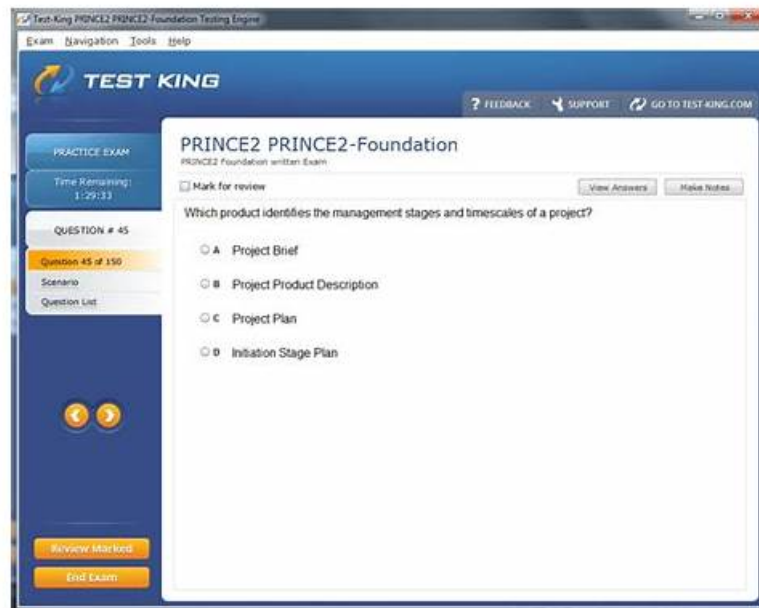 Test-King PRINCE2 PRINCE2-Foundation Testing Engine
Exam Navigation Tools Help
TEST KING
? FEEDBACK SUPPORT GO TO TEST-KING.COM
PRACTICE EXAM
Time Remaining:
1:29:33
QUESTION # 45
Question 45 of 150
Scenario
Question List
Review Marked
End Exam
PRINCE2 PRINCE2-Foundation
PRINCE2 Foundation written Exam
Mark for review
View Answers
Make Notes
Which product identifies the management stages and timescales of a project?
A Project Brief
B Project Product Description
C Project Plan
D Initiation Stage Plan